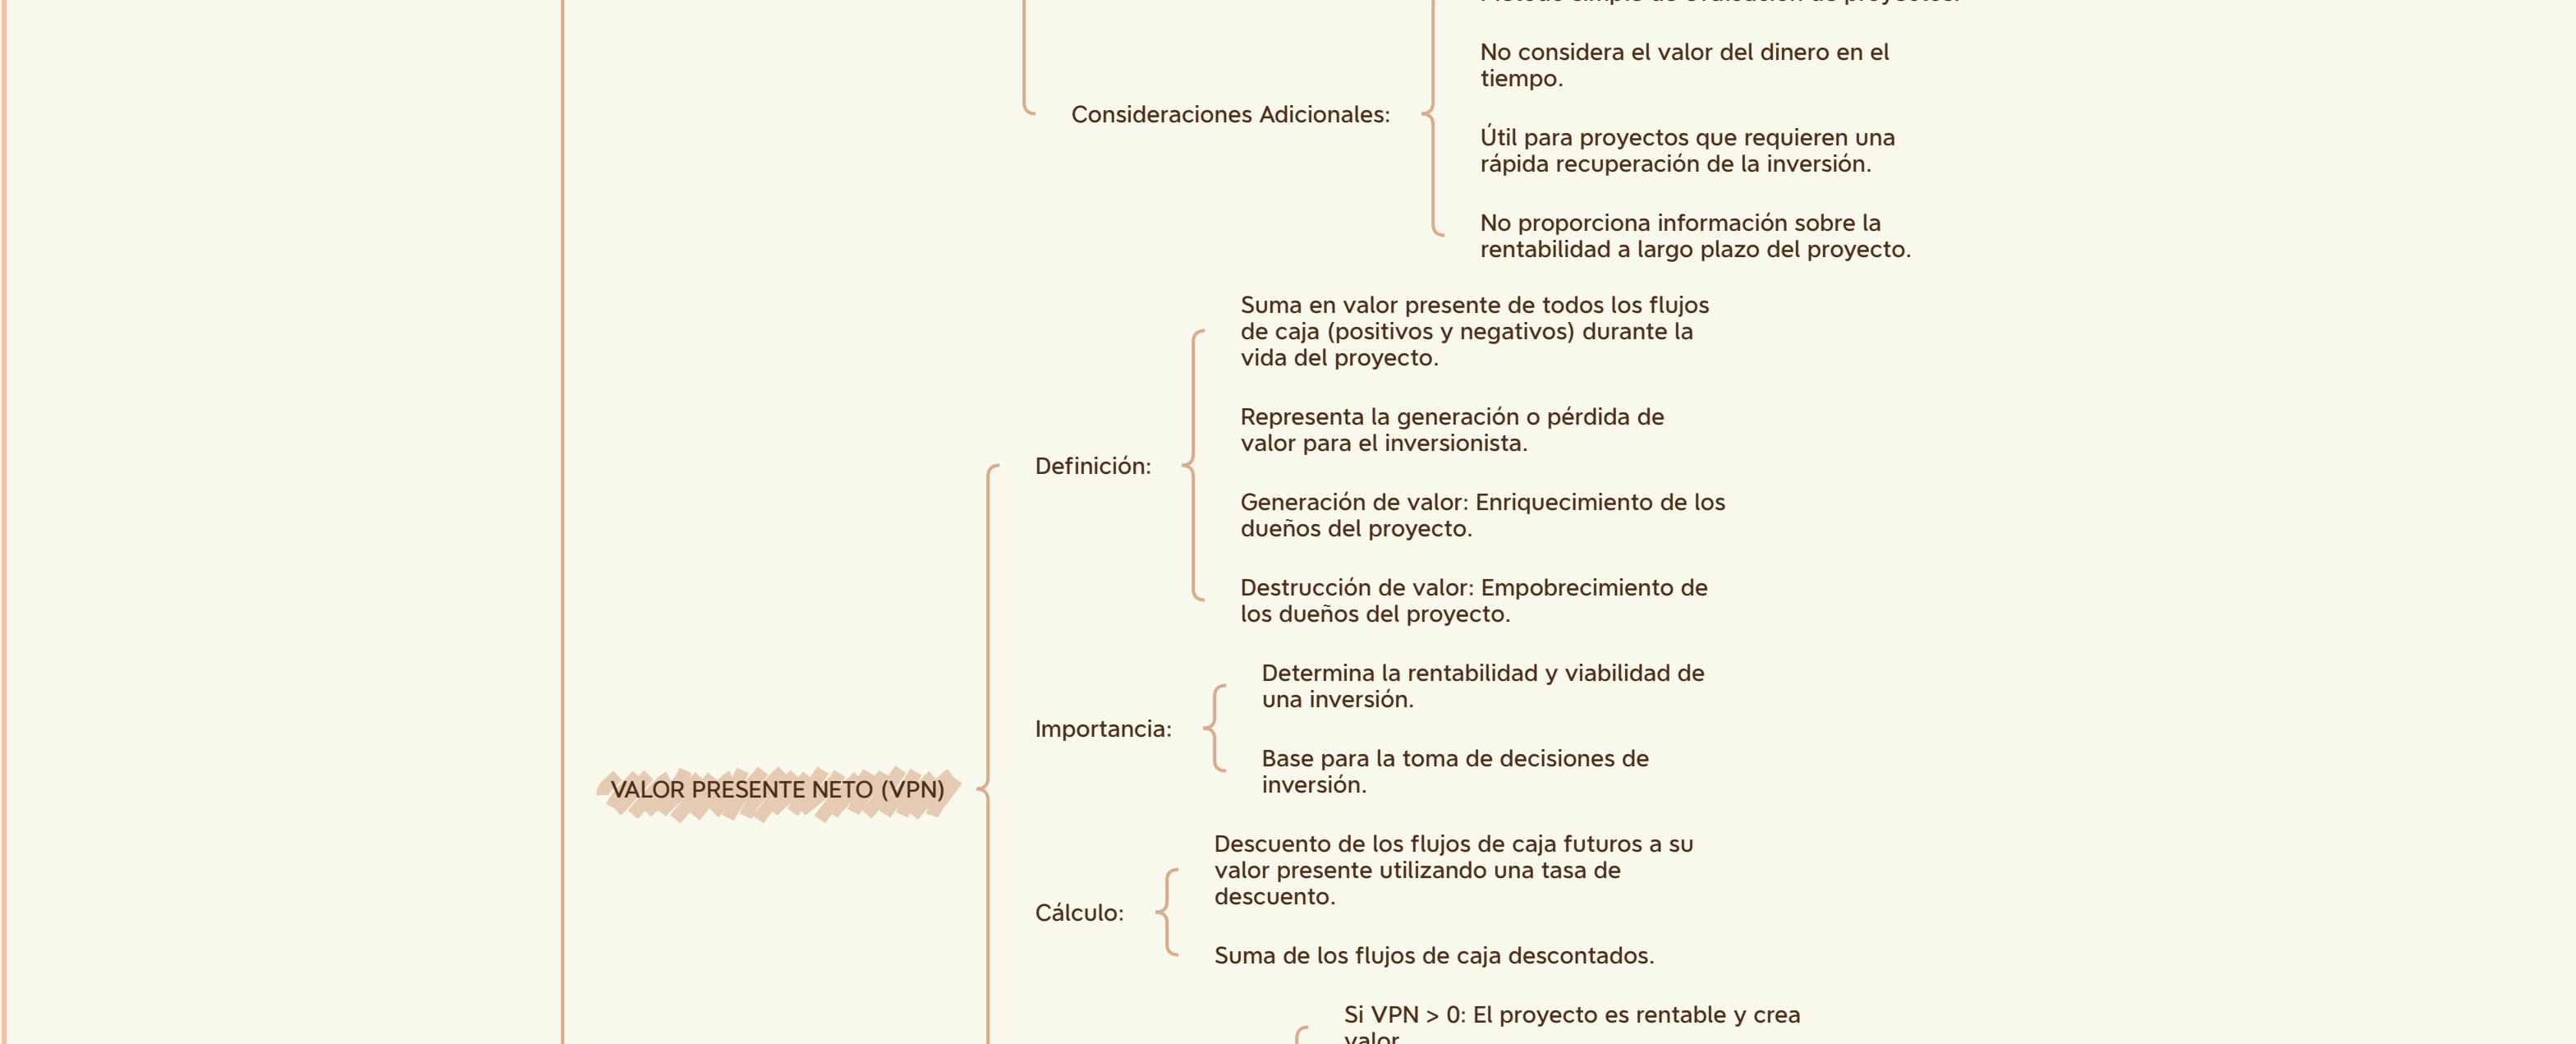 No considera el valor del dinero en el
tiempo.
Consideraciones Adicionales:
Útil para proyectos que requieren una
rápida recuperación de la inversión.
No proporciona información sobre la
rentabilidad a largo plazo del proyecto.
Suma en valor presente de todos los flujos
de caja (positivos y negativos) durante la
vida del proyecto.
Representa la generación o pérdida de
valor para el inversionista.
Definición:
Generación de valor: Enriquecimiento de los
dueños del proyecto.
Destrucción de valor: Empobrecimiento de
los dueños del proyecto.
Determina la rentabilidad y viabilidad de
una inversión.
Importancia:
Base para la toma de decisiones de
inversión.
VALOR PRESENTE NETO (VPN)
Descuento de los flujos de caja futuros a su
valor presente utilizando una tasa de
descuento.
Cálculo:
Suma de los flujos de caja descontados.
Si VPN > 0: El proyecto es rentable y crea
valor